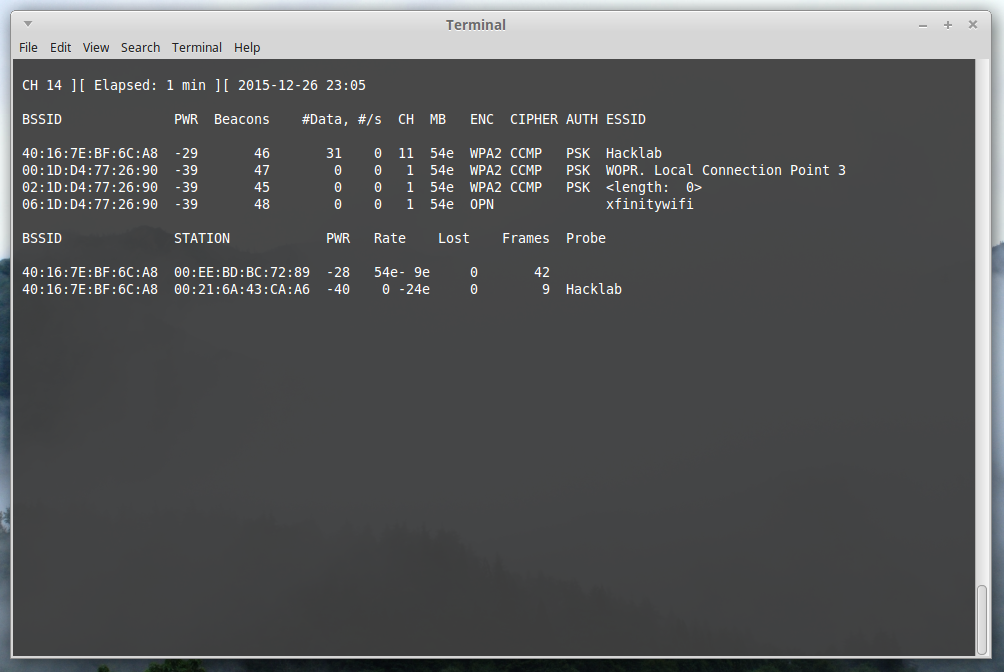 Terminal
File Edit View Search Terminal Help
CH 14 ][ Elapsed: 1 min ][ 2015-12-26 23:05
BSSID PWR Beacons #Data, #/s CH MB ENC CIPHER AUTH ESSID
40:16:7E:BF:6C:A8 -29 46 31 0 11 54e WPA2 CCMP PSK Hacklab
00:1D:D4:77:26:90 -39 47 0 0 1 54e WPA2 CCMP PSK WOPR. Local Connection Point 3
02:1D:D4:77:26:90 -39 45 0 0 1 54e WPA2 CCMP PSK <length: 0>
06:1D:D4:77:26:90 -39 48 0 0 1 54e OPN xfinitywifi
BSSID STATION PWR Rate Lost Frames Probe
40:16:7E:BF:6C:A8 00:EE:BD:BC:72:89 -28 54e- 9e 0 42
40:16:7E:BF:6C:A8 00:21:6A:43:CA:A6 -40 0 -24e 0 9 Hacklab